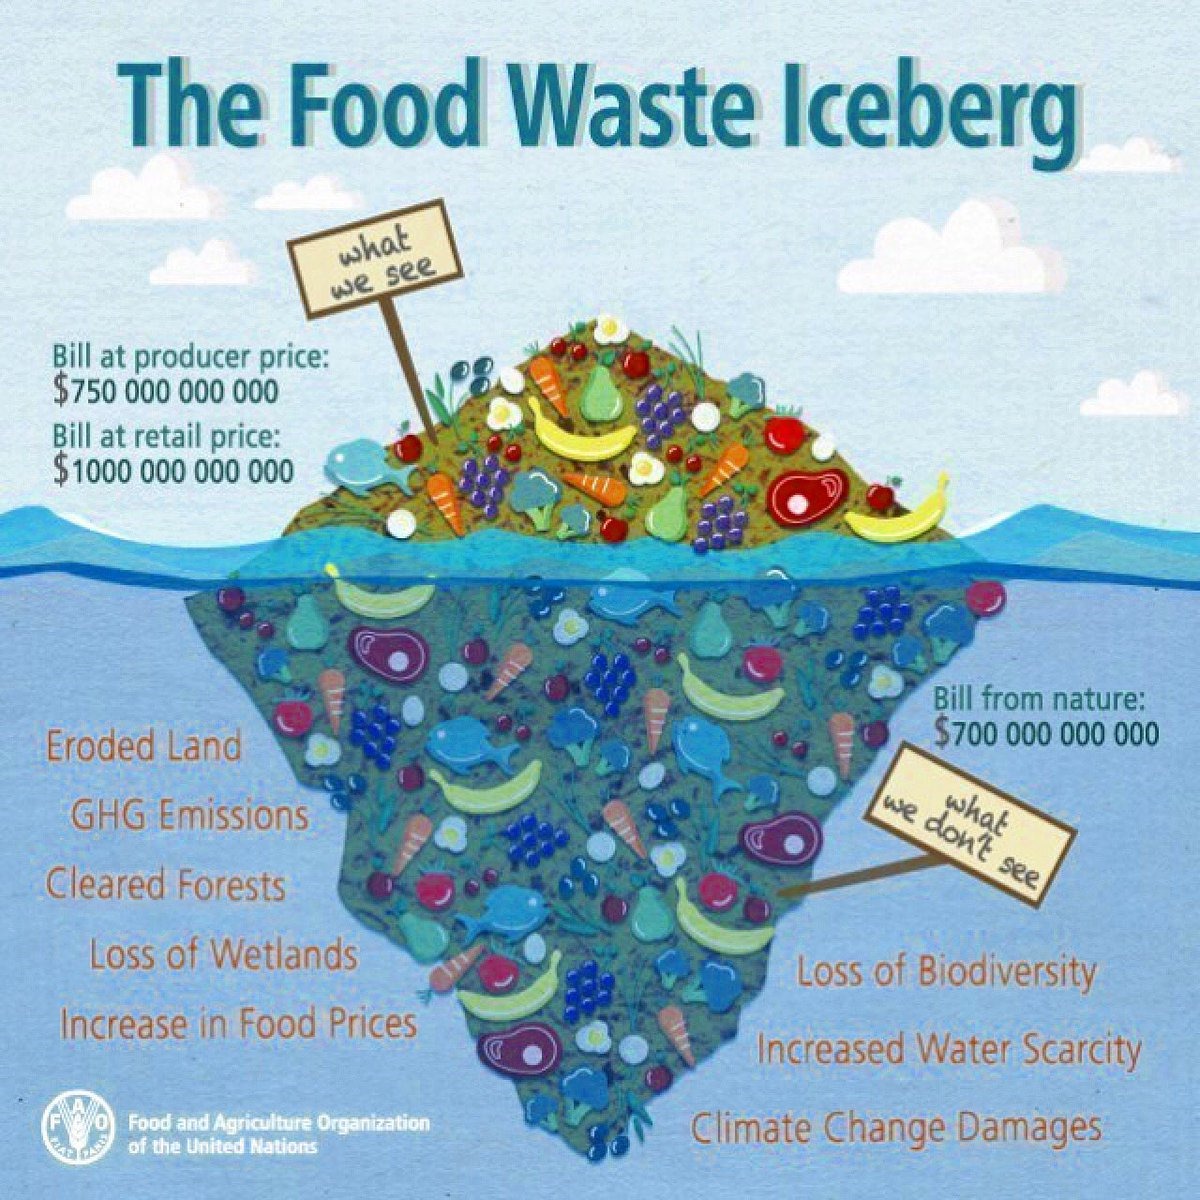 The Food Waste Iceberg
what
we see
Bill at producer price:
$750 000 000 000
Bill at retail price:
$1000 000 000 000
Bill from nature:
$700 000 000 000
what
we don't see
Eroded Land
GHG Emissions
Cleared Forests
Loss of Wetlands
Increase in Food Prices
Loss of Biodiversity
Increased Water Scarcity
Climate Change Damages
F A O
FIAT PANIS
Food and Agriculture Organization
of the United Nations